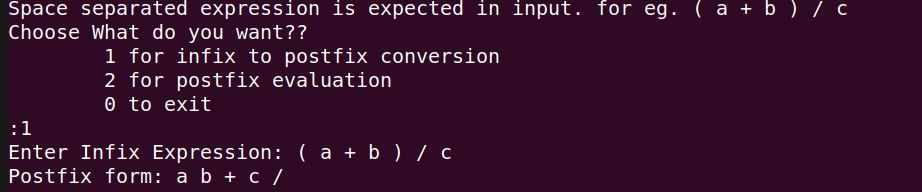 Space separated expression is expected in input. for eg. ( a + b ) / c
Choose What do you want??
1 for infix to postfix conversion
2 for postfix evaluation
0 to exit
:1
Enter Infix Expression: ( a + b ) / c
Postfix form: a b + c /